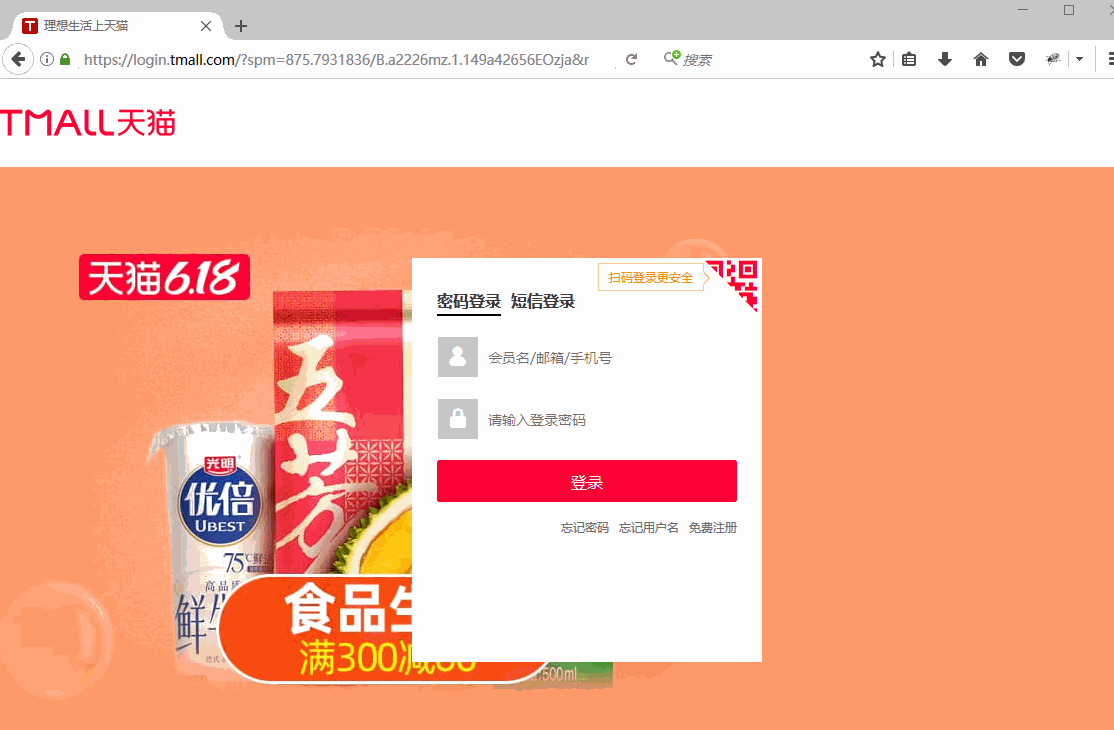 理想生活上天猫
https://login.tmall.com/?spm=875.7931836/B.a2226mz.1.149a42656EOzja&r
搜索
TMALL天猫
天猫6.18
扫码登录更安全
密码登录 短信登录
会员名/邮箱/手机号
请输入登录密码
登录
忘记密码 忘记用户名 免费注册
五芳
光明
优倍
UBEST
75℃鲜活
高品质
鲜牛
食品生
满300减60
500ml